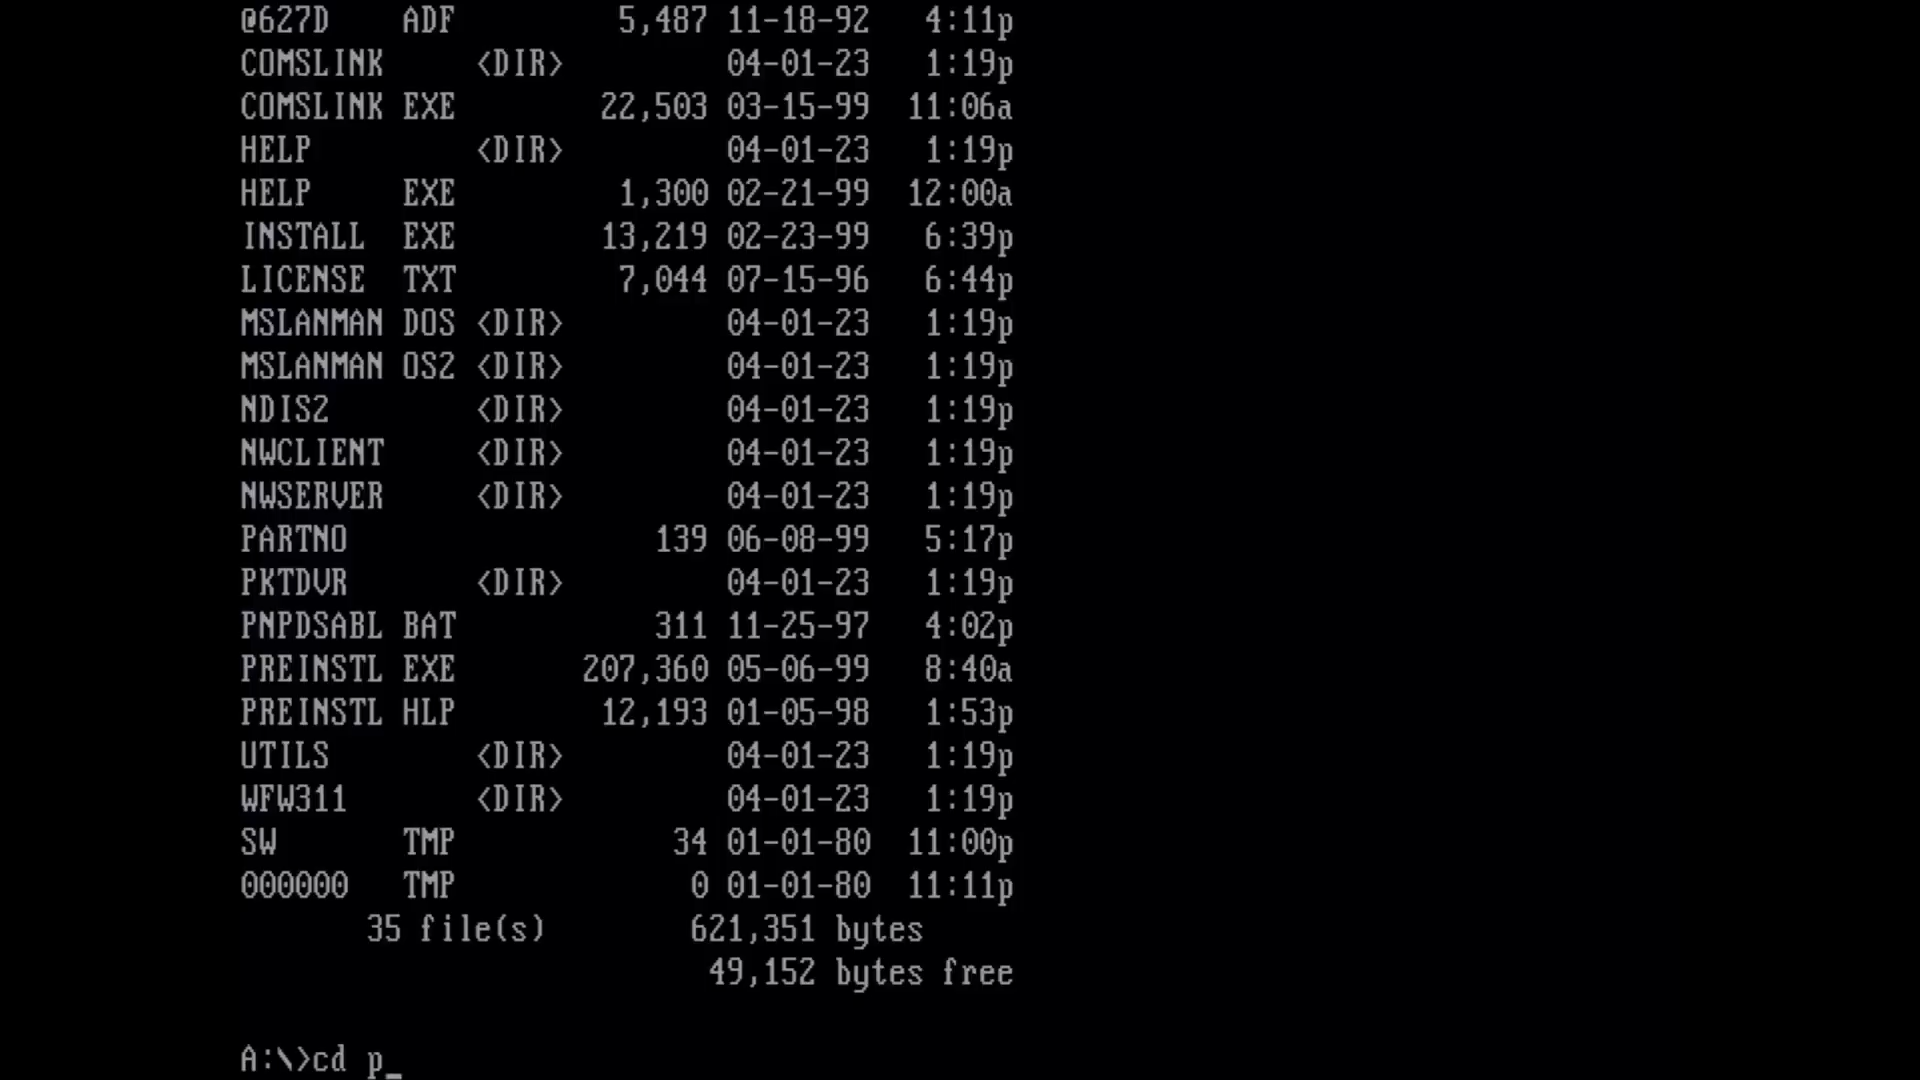 @627D    ADF         5,487 11-18-92   4:11p
COMSLINK     <DIR>         04-01-23   1:19p
COMSLINK EXE        22,503 03-15-99  11:06a
HELP         <DIR>         04-01-23   1:19p
HELP     EXE         1,300 02-21-99  12:00a
INSTALL  EXE        13,219 02-23-99   6:39p
LICENSE  TXT         7,044 07-15-96   6:44p
MSLANMAN DOS <DIR>         04-01-23   1:19p
MSLANMAN OS2 <DIR>         04-01-23   1:19p
NDIS2        <DIR>         04-01-23   1:19p
NWCLIENT     <DIR>         04-01-23   1:19p
NWSERVER     <DIR>         04-01-23   1:19p
PARTNO                 139 06-08-99   5:17p
PKTDVR       <DIR>         04-01-23   1:19p
PNPDSABL BAT           311 11-25-97   4:02p
PREINSTL EXE       207,360 05-06-99   8:40a
PREINSTL HLP        12,193 01-05-98   1:53p
UTILS        <DIR>         04-01-23   1:19p
WFW311       <DIR>         04-01-23   1:19p
SW       TMP            34 01-01-80  11:00p
000000   TMP             0 01-01-80  11:11p
       35 file(s)        621,351 bytes
                          49,152 bytes free
A:\>cd p_